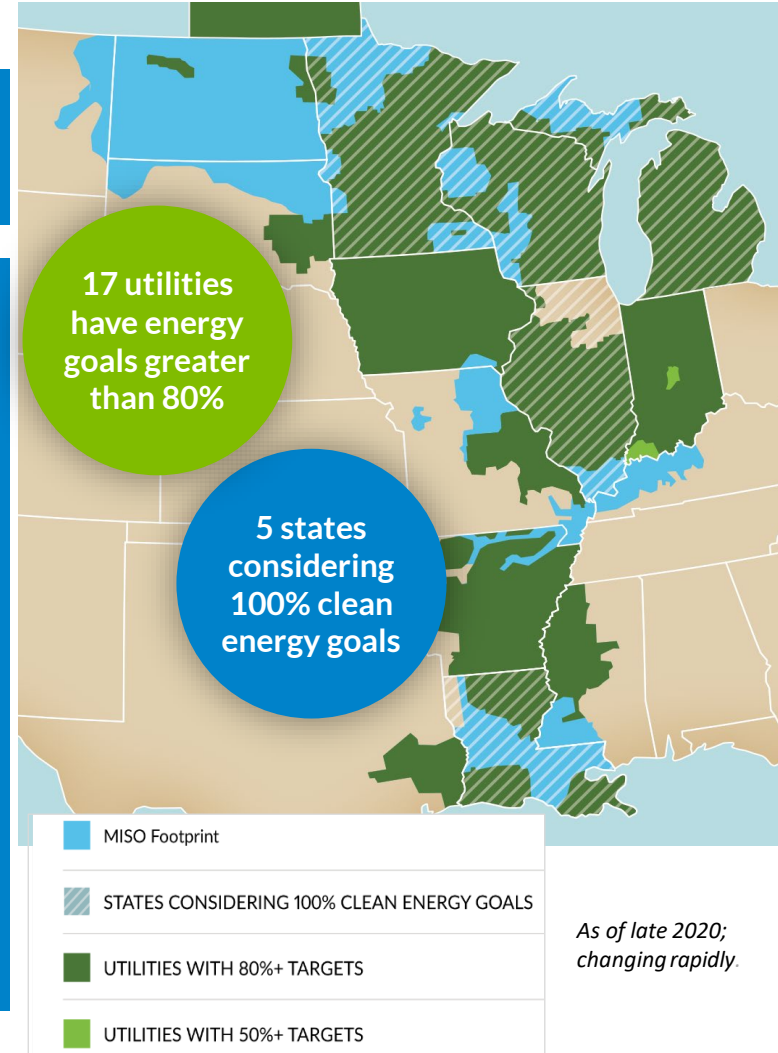 17 utilities
have energy
goals greater
than 80%
5 states
considering
100% clean
energy goals
MISO Footprint
STATES CONSIDERING 100% CLEAN ENERGY GOALS
UTILITIES WITH 80%+ TARGETS
UTILITIES WITH 50%+ TARGETS
As of late 2020;
changing rapidly.